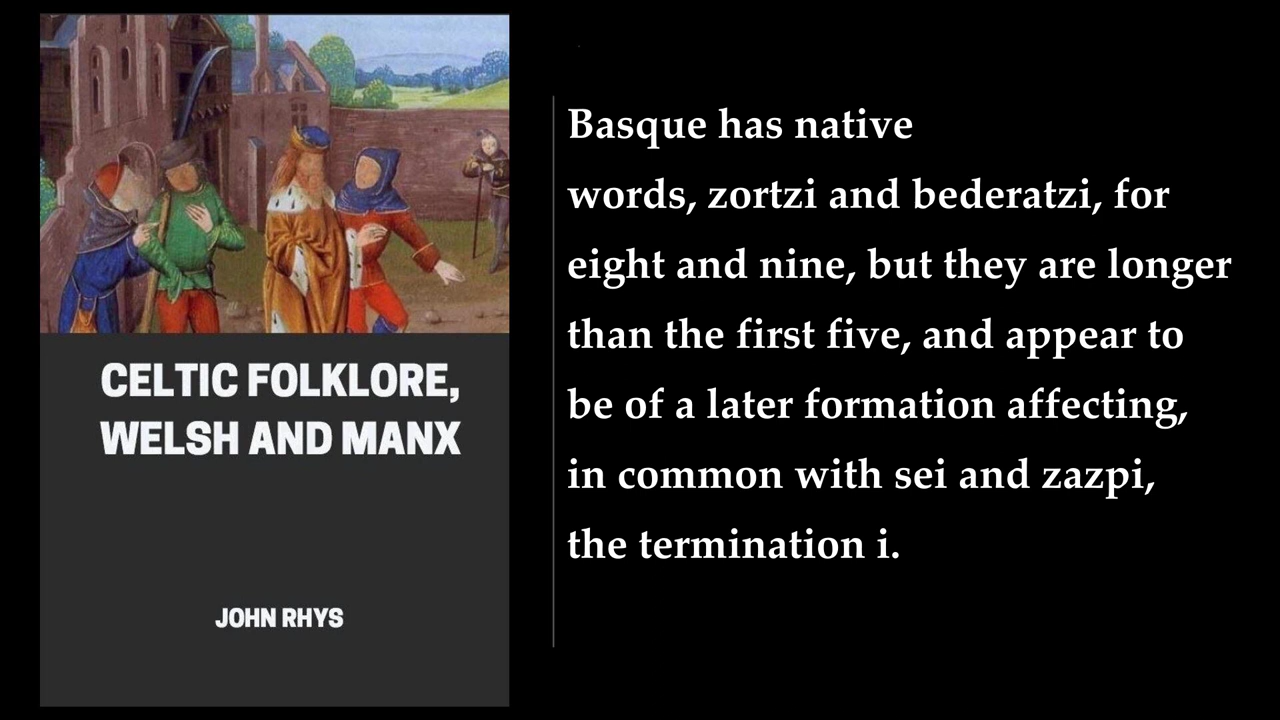 CELTIC FOLKLORE,
WELSH AND MANX
JOHN RHYS
Basque has native
words, zortzi and bederatzi, for
eight and nine, but they are longer
than the first five, and appear to
be of a later formation affecting,
in common with sei and zazpi,
the termination i.